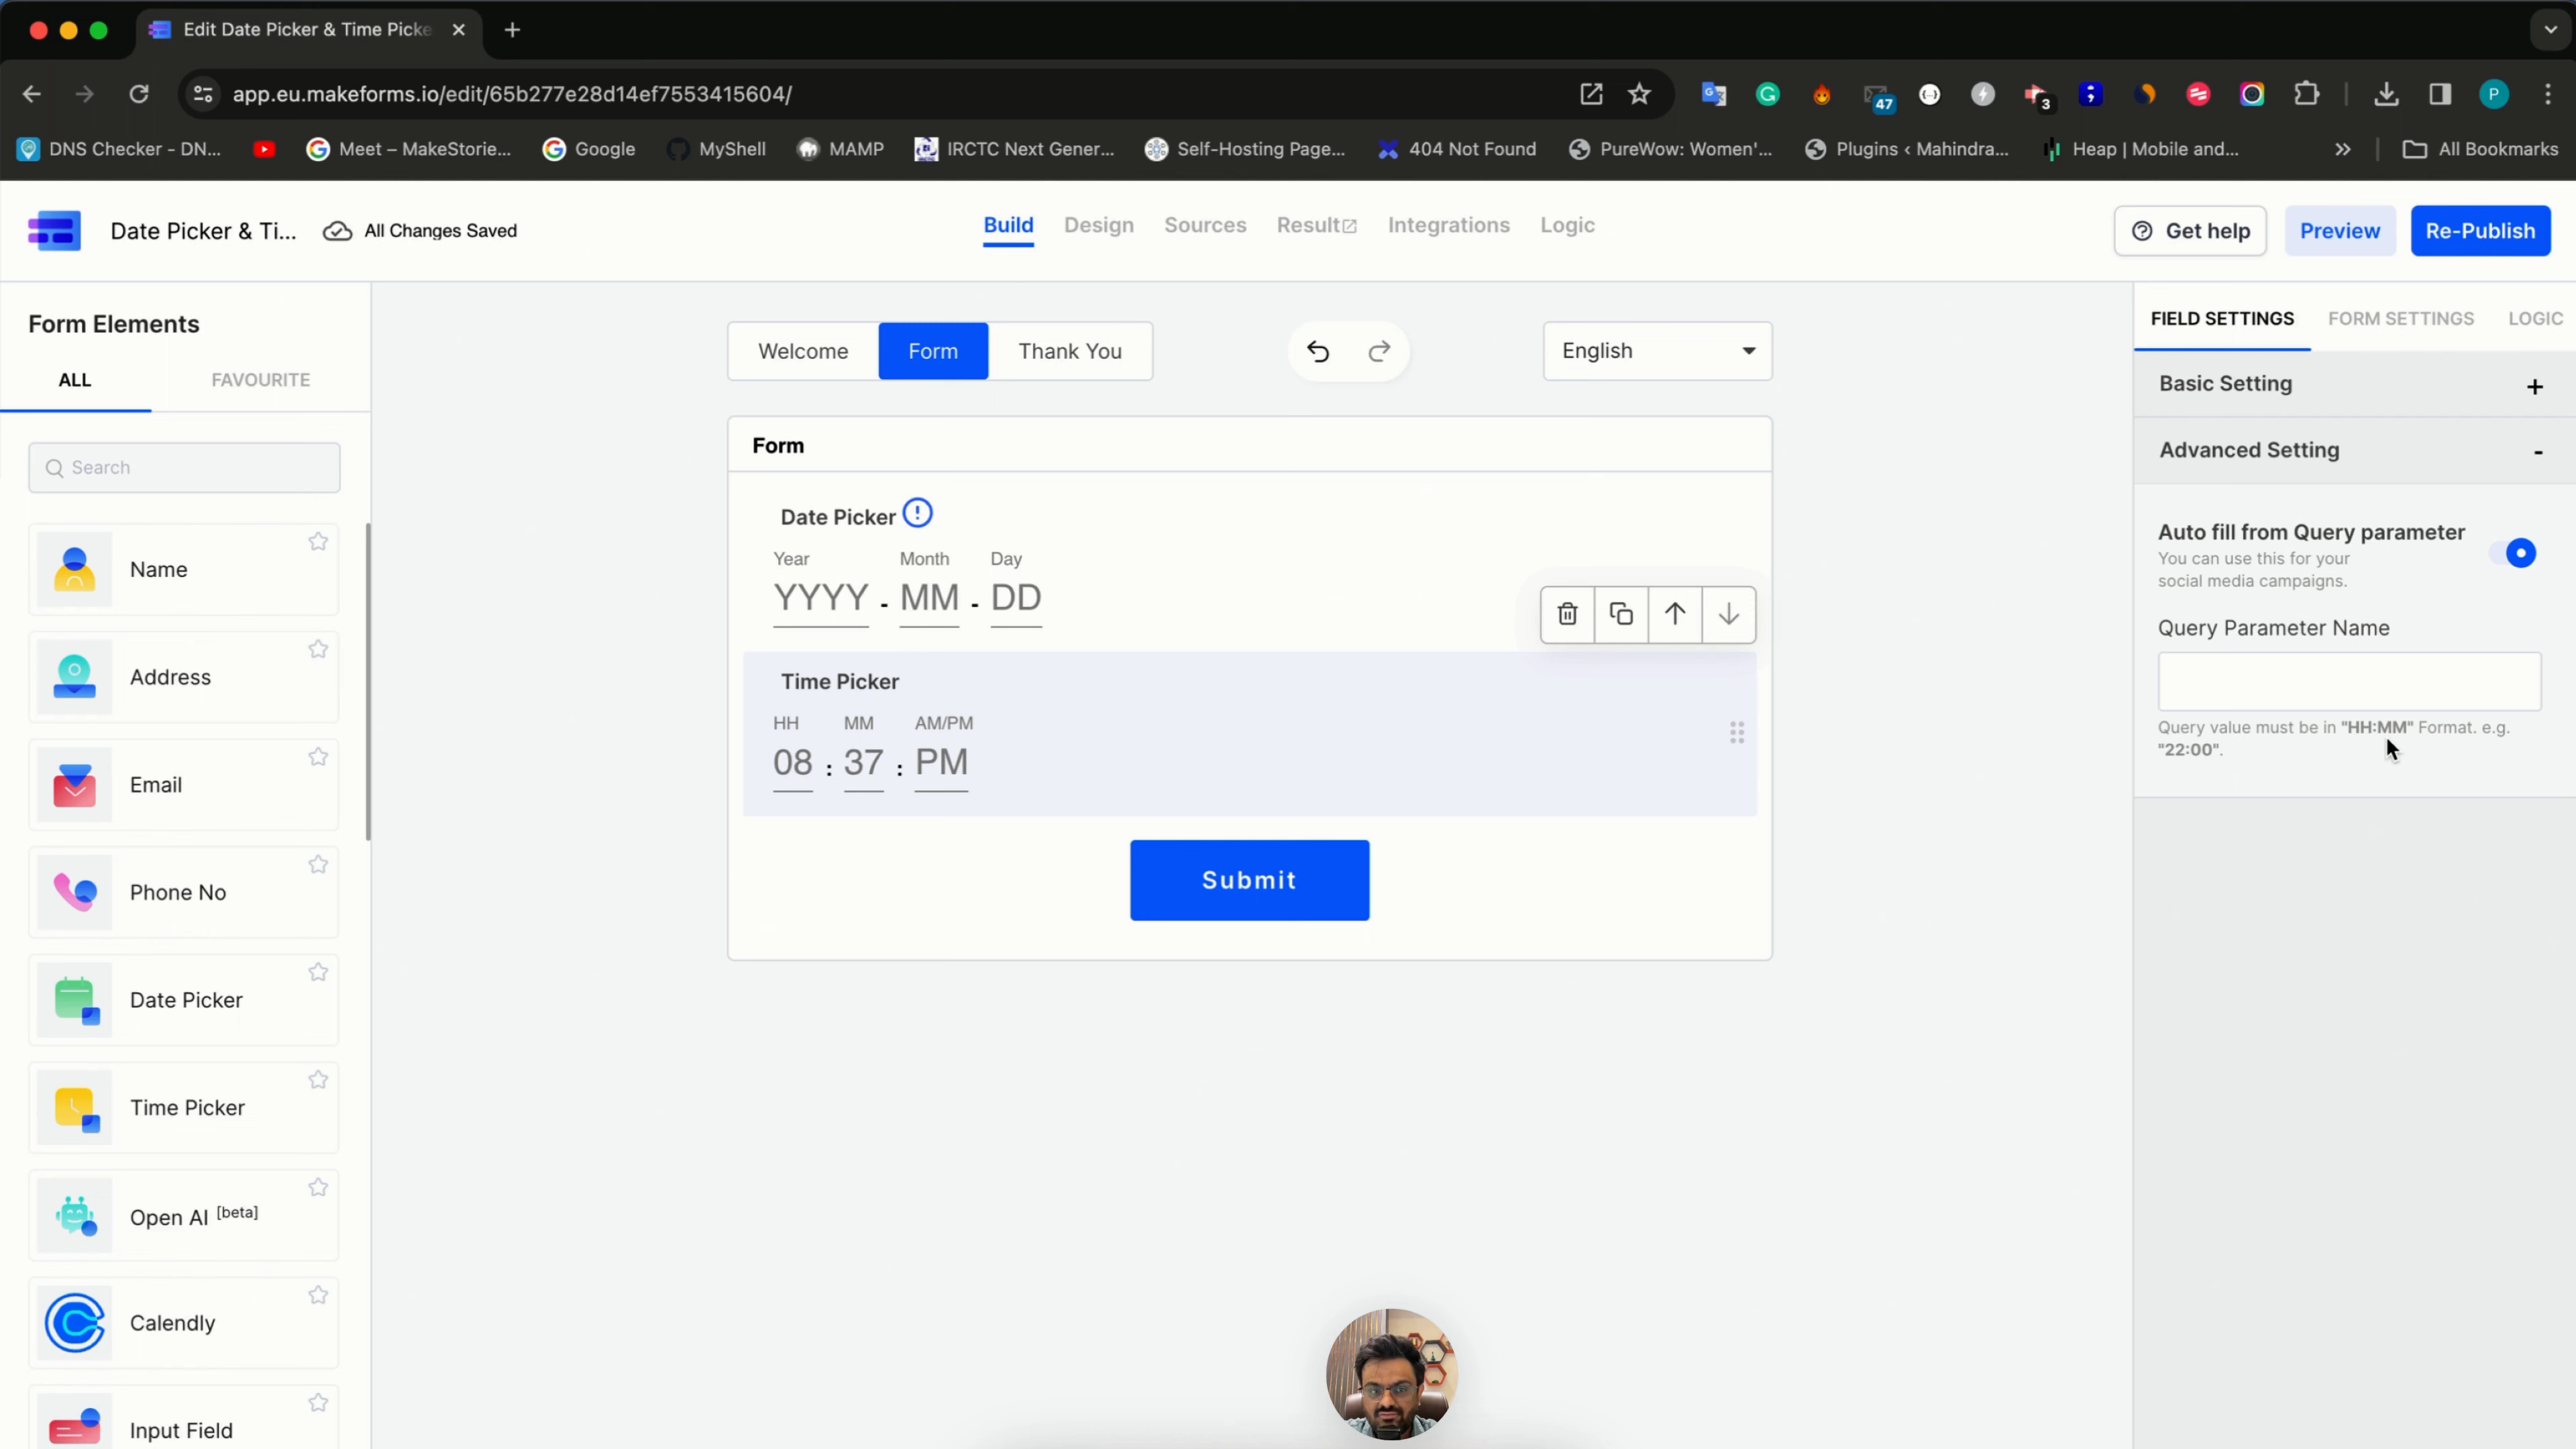 Edit Date Picker & Time Picke
app.eu.makeforms.io/edit/65b277e28d14ef7553415604/
47
3
P
DNS Checker - DN...
Meet – MakeStorie...
Google
MyShell
MAMP
IRCTC Next Gener...
Self-Hosting Page...
404 Not Found
PureWow: Women'...
Plugins ‹ Mahindra...
Heap | Mobile and...
All Bookmarks
Date Picker & Ti...
All Changes Saved
Build
Design
Sources
Result
Integrations
Logic
Get help
Preview
Re-Publish
Form Elements
ALL
FAVOURITE
Search
Name
Address
Email
Phone No
Date Picker
Time Picker
Open AI [beta]
Calendly
Input Field
Welcome
Form
Thank You
English
Form
Date Picker
Year Month Day
YYYY - MM - DD
Time Picker
HH MM AM/PM
08 : 37 : PM
Submit
FIELD SETTINGS
FORM SETTINGS
LOGIC
Basic Setting +
Advanced Setting -
Auto fill from Query parameter
You can use this for your
social media campaigns.
Query Parameter Name
Query value must be in "HH:MM" Format. e.g.
"22:00".